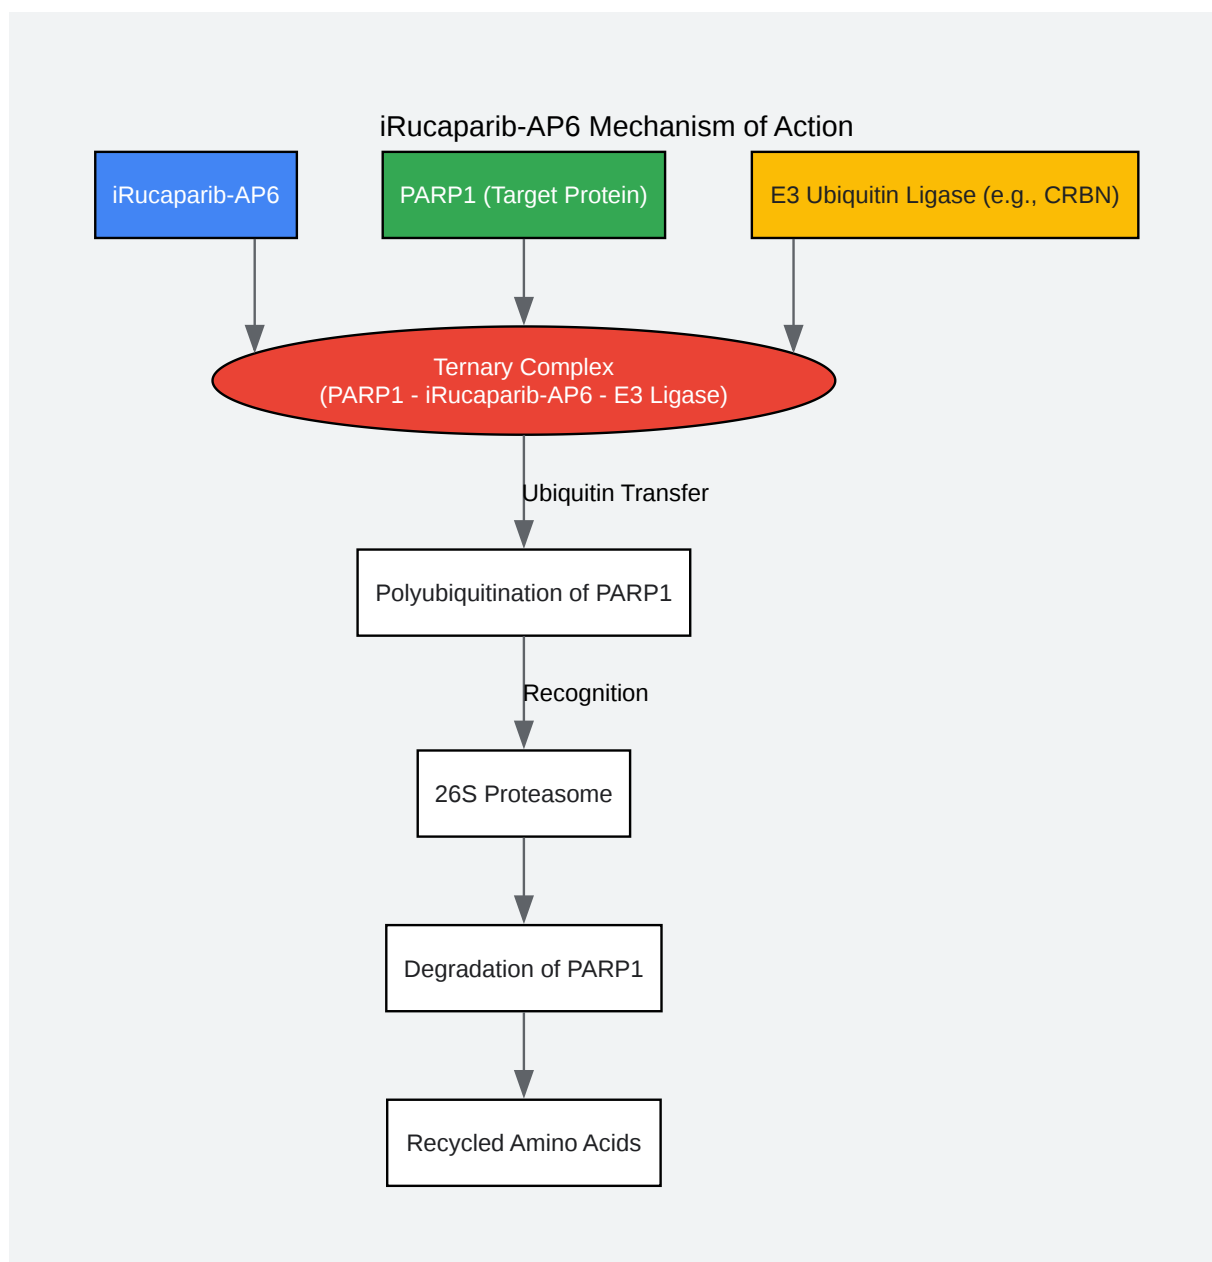 iRucaparib-AP6 Mechanism of Action
iRucaparib-AP6
PARP1 (Target Protein)
E3 Ubiquitin Ligase (e.g., CRBN)
Ternary Complex
(PARP1 - iRucaparib-AP6 - E3 Ligase)
Ubiquitin Transfer
Polyubiquitination of PARP1
Recognition
26S Proteasome
Degradation of PARP1
Recycled Amino Acids